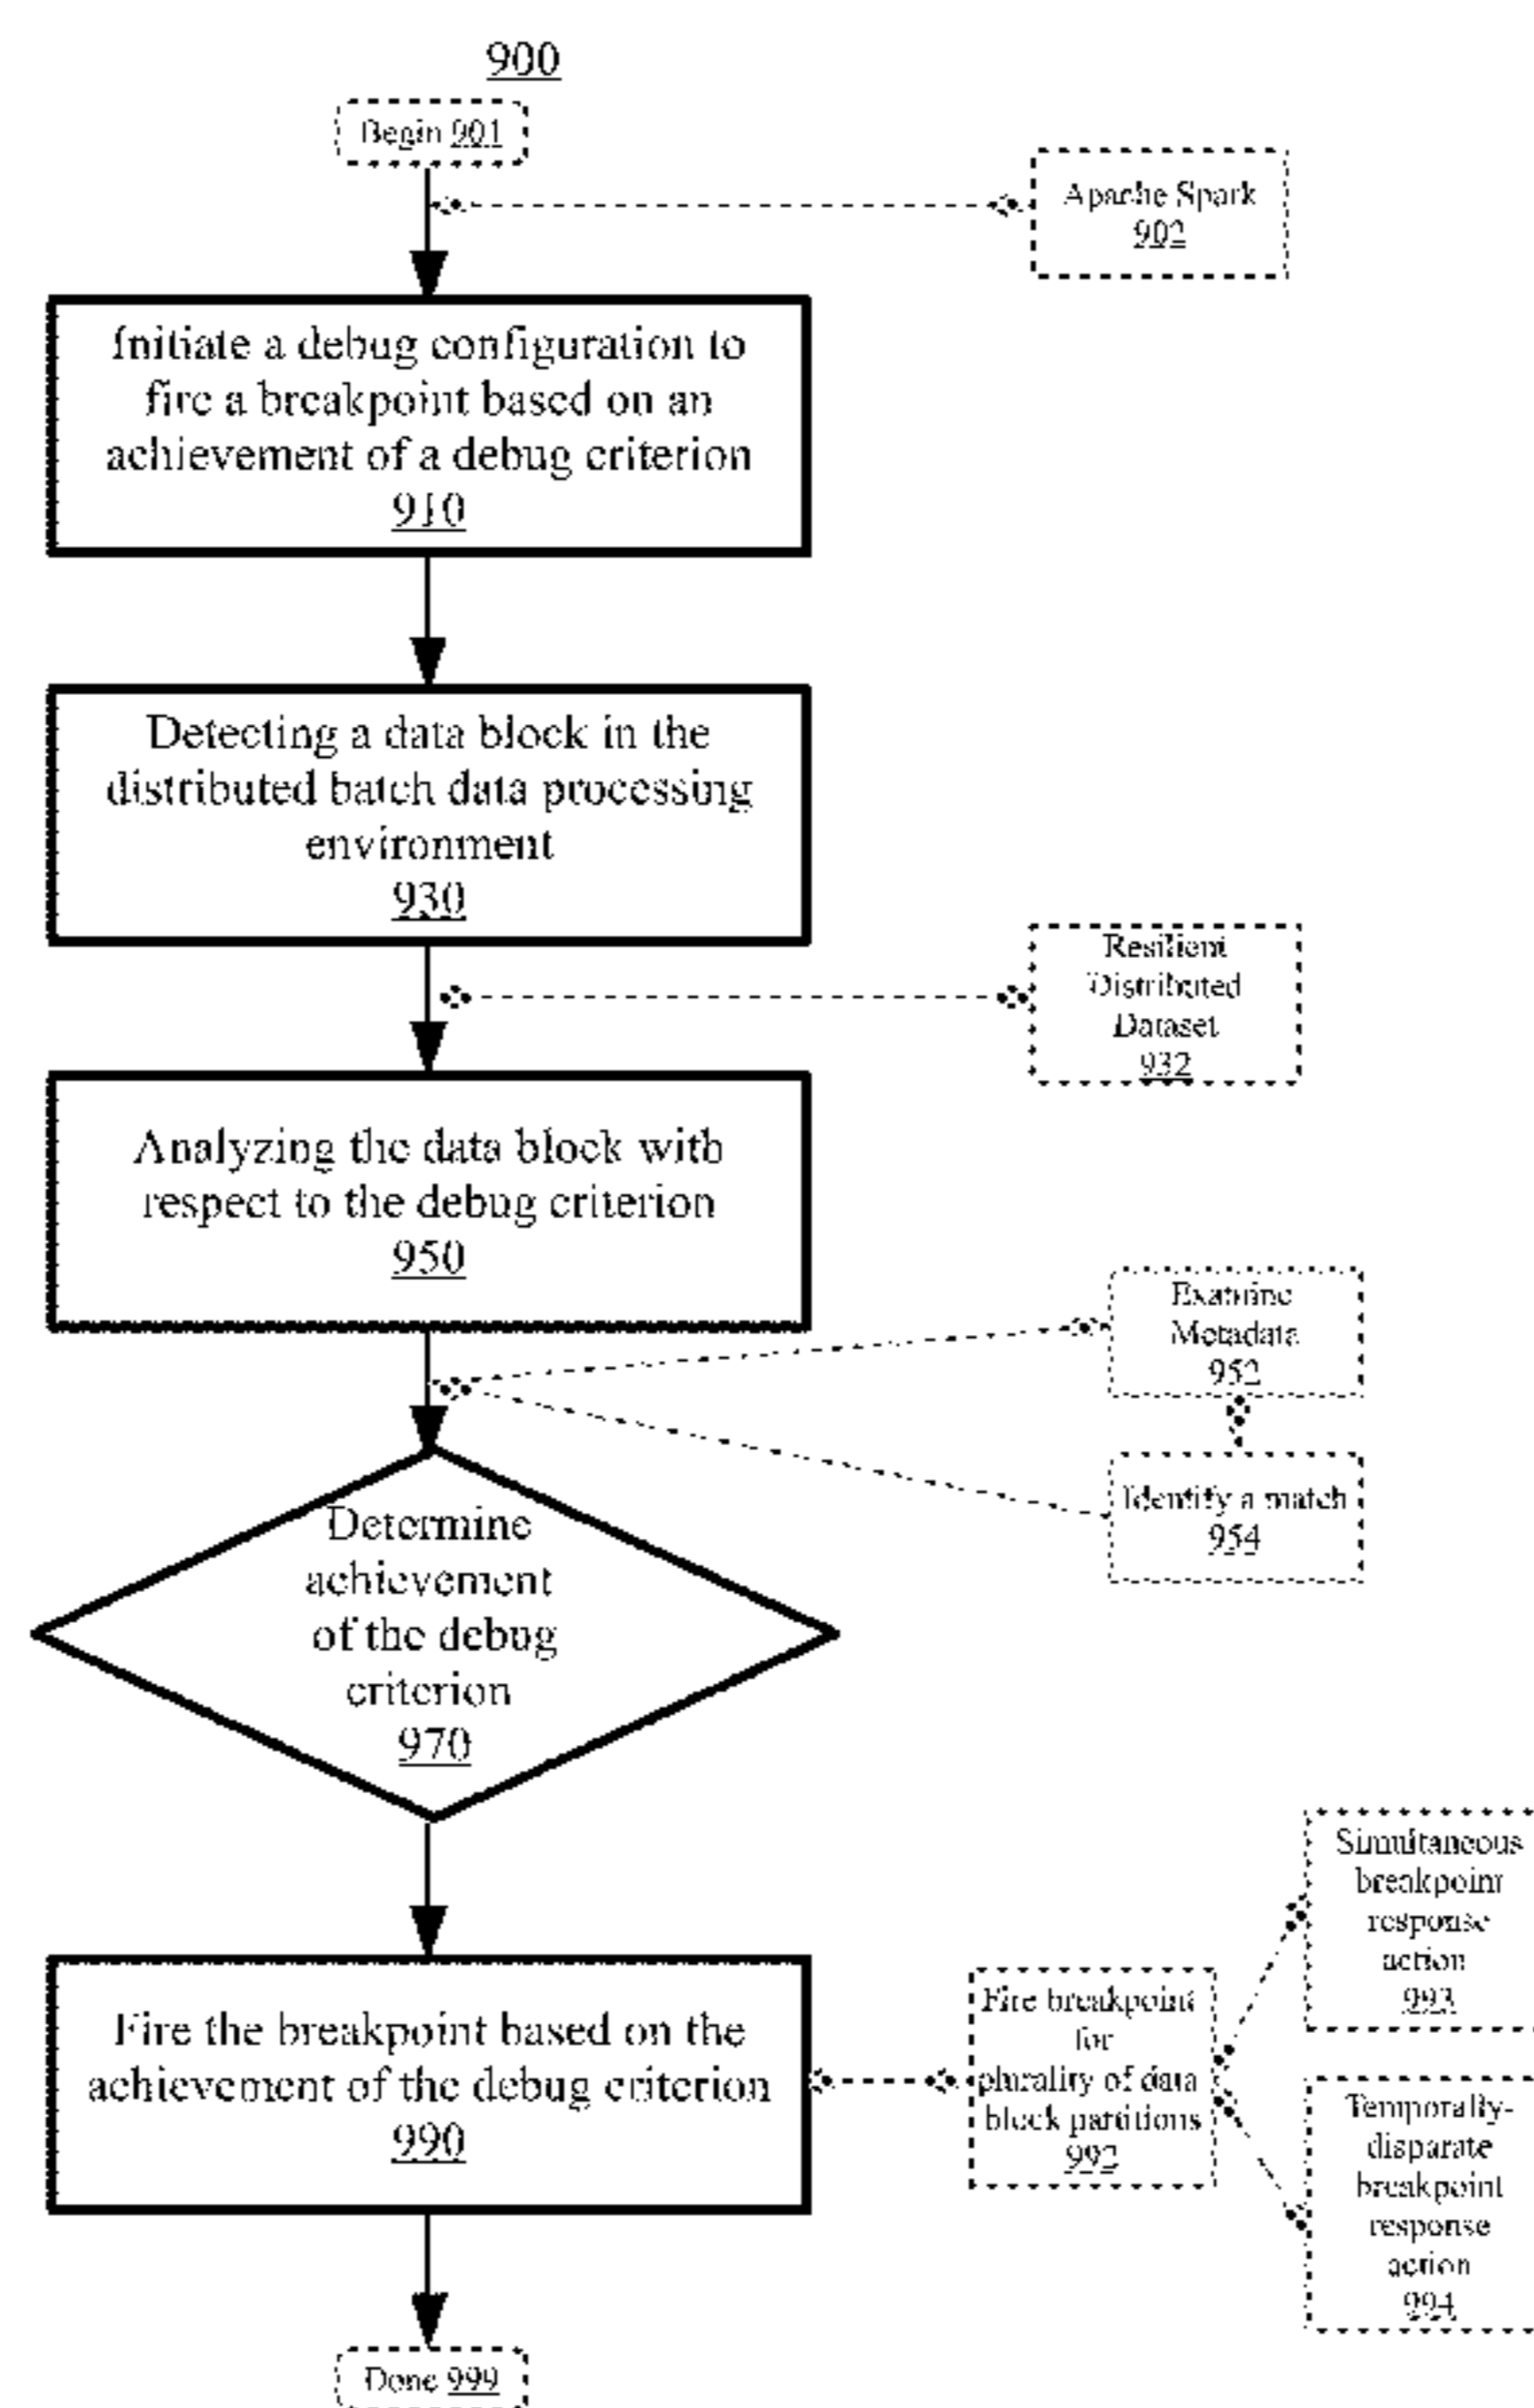 900
Begin 901
Apache Spark
902
Initiate a debug configuration to
fire a breakpoint based on an
achievement of a debug criterion
910
Detecting a data block in the
distributed batch data processing
environment
930
Resilient
Distributed
Dataset
932
Analyzing the data block with
respect to the debug criterion
950
Examine
Metadata
952
Identify a match
954
Determine
achievement
of the debug
criterion
970
Simultaneous
breakpoint
response
action
993
Fire the breakpoint based on the
achievement of the debug criterion
990
Fire breakpoint
for
plurality of data
block partitions
992
Temporally-
disparate
breakpoint
response
action
994
Done 999